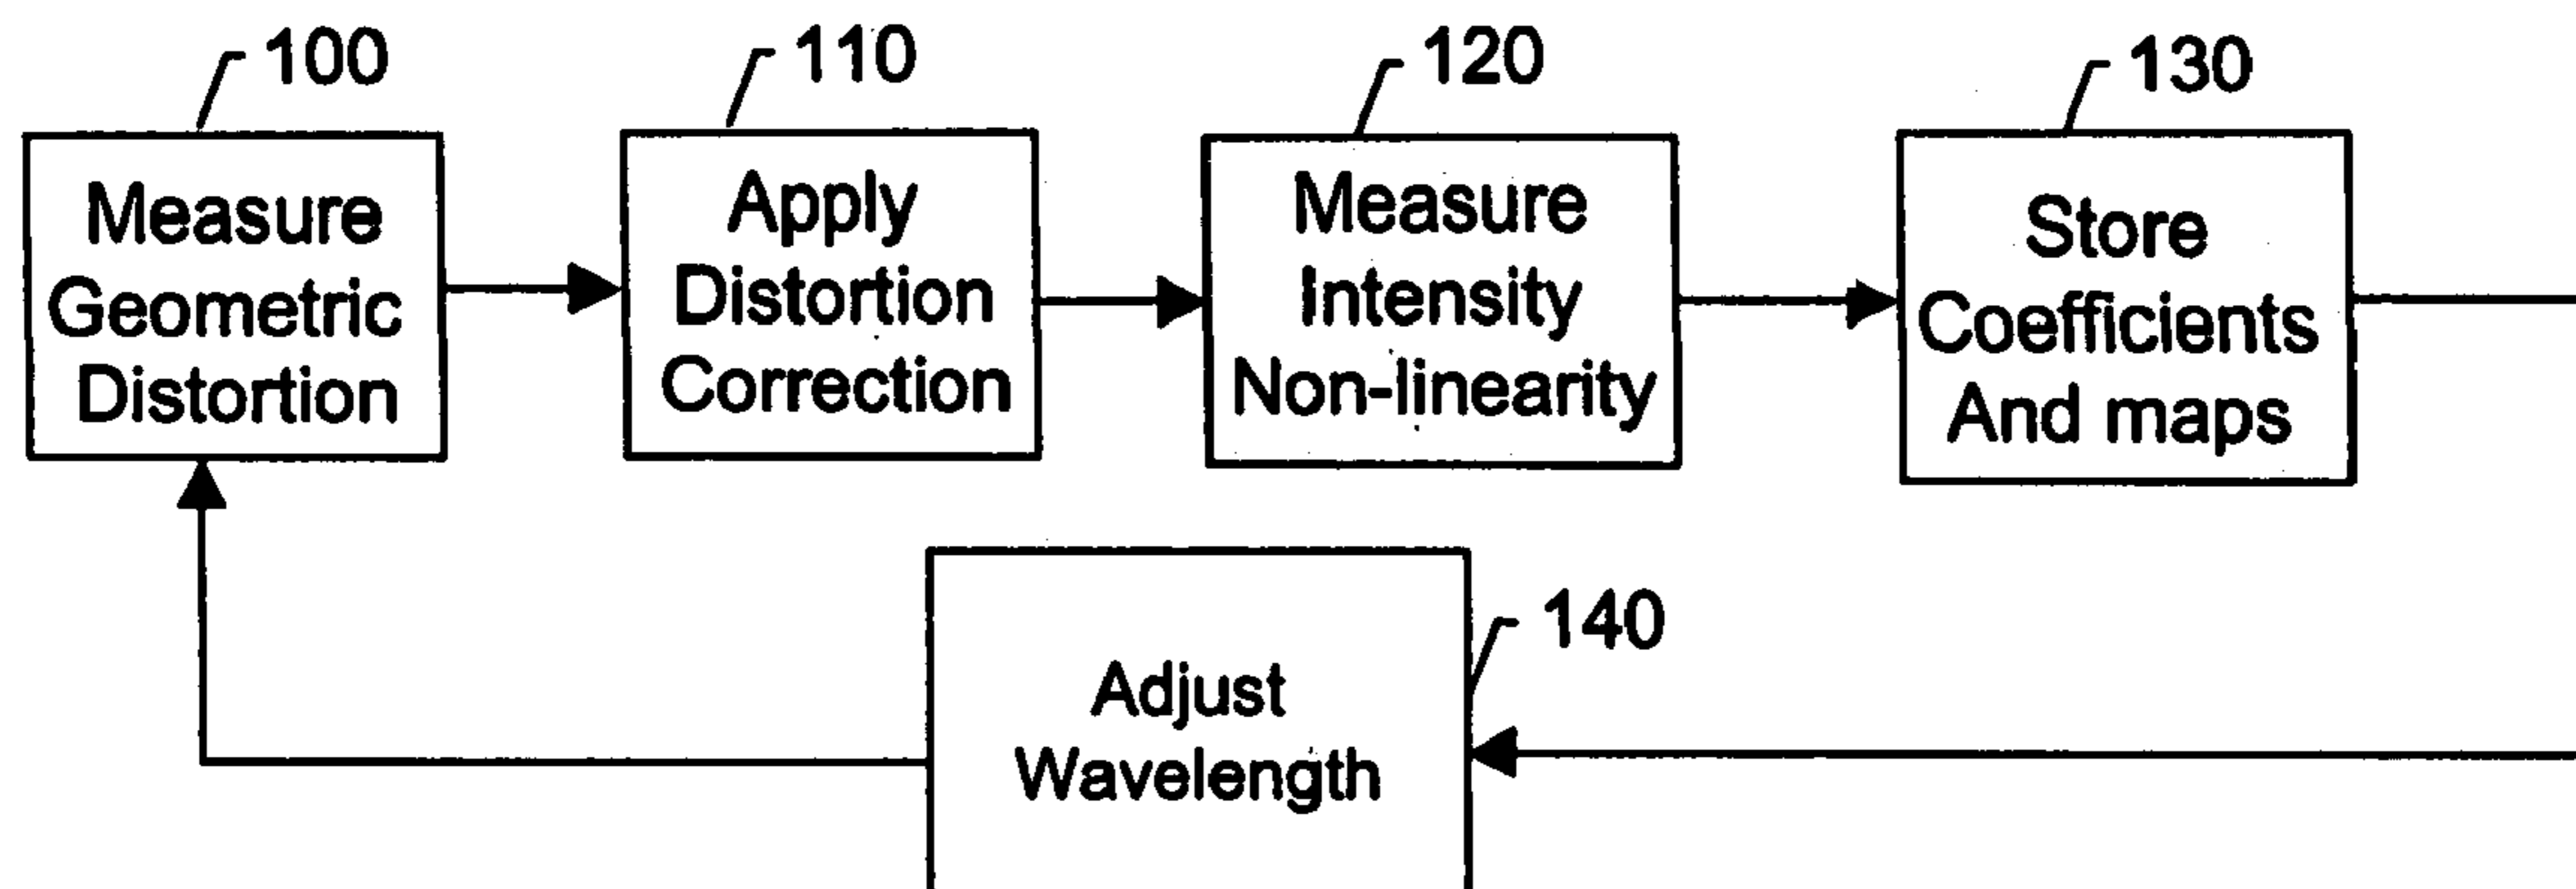 100
Measure
Geometric
Distortion
110
Apply
Distortion
Correction
120
Measure
Intensity
Non-linearity
130
Store
Coefficients
And maps
140
Adjust
Wavelength